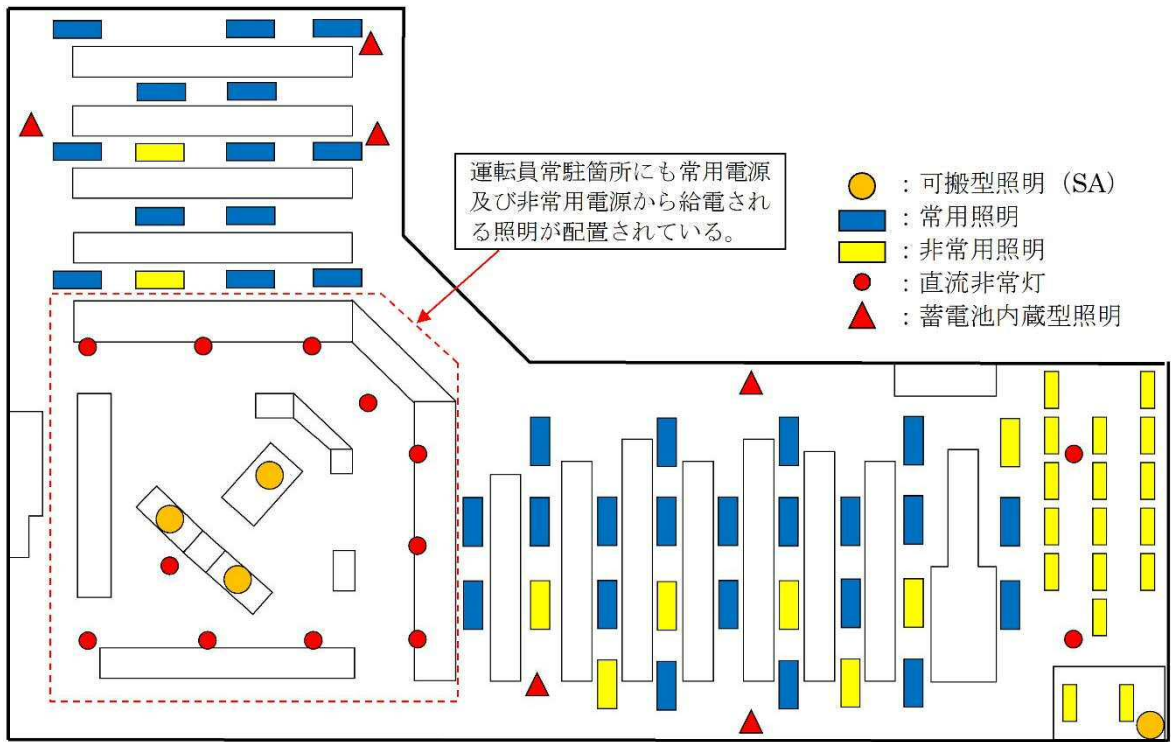 運転員常駐箇所にも常用電源
及び非常用電源から給電され
る照明が配置されている。
：可搬型照明（SA）
：常用照明
：非常用照明
：直流非常灯
：蓄電池内蔵型照明